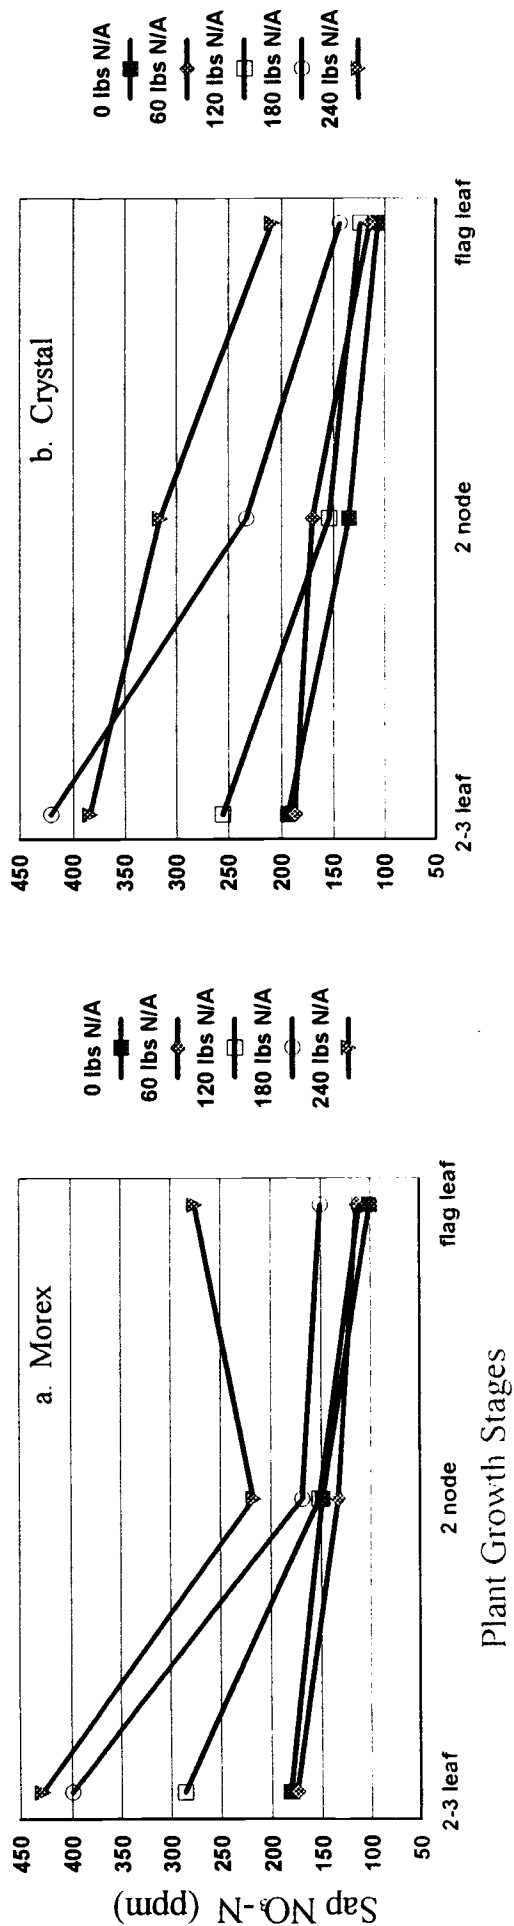 a. Morex
Sap NO₃-N (ppm)
450
400
350
300
250
200
150
100
50
2-3 leaf
2 node
flag leaf
Plant Growth Stages
0 lbs N/A
60 lbs N/A
120 lbs N/A
180 lbs N/A
240 lbs N/A
b. Crystal
450
400
350
300
250
200
150
100
50
2-3 leaf
2 node
flag leaf
0 lbs N/A
60 lbs N/A
120 lbs N/A
180 lbs N/A
240 lbs N/A